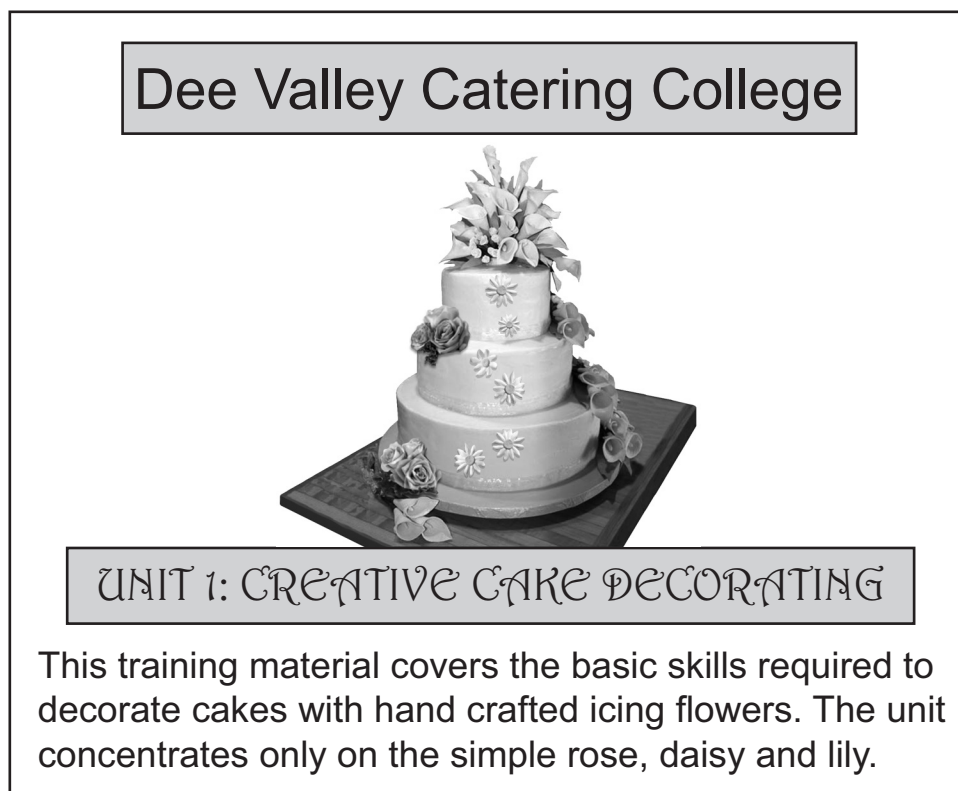 Dee Valley Catering College
UNIT 1: CREATIVE CAKE DECORATING
This training material covers the basic skills required to
decorate cakes with hand crafted icing flowers. The unit
concentrates only on the simple rose, daisy and lily.